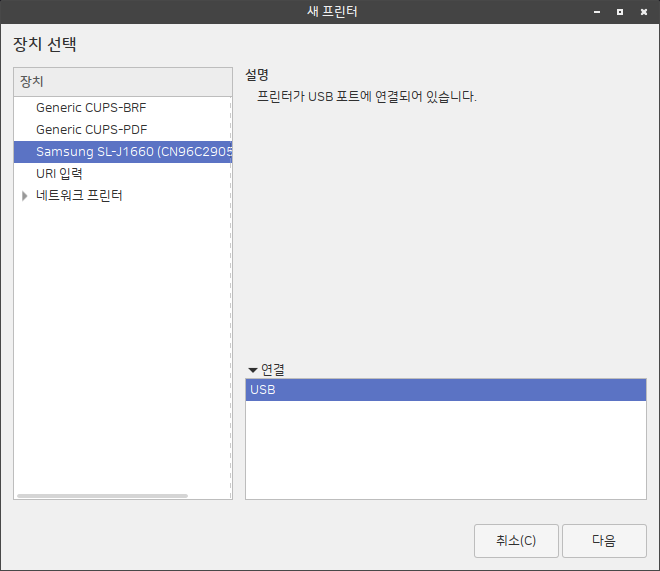 새 프린터
장치 선택
장치
Generic CUPS-BRF
Generic CUPS-PDF
Samsung SL-J1660 (CN96C2905
URI 입력
네트워크 프린터
설명
프린터가 USB 포트에 연결되어 있습니다.
연결
USB
취소(C)
다음